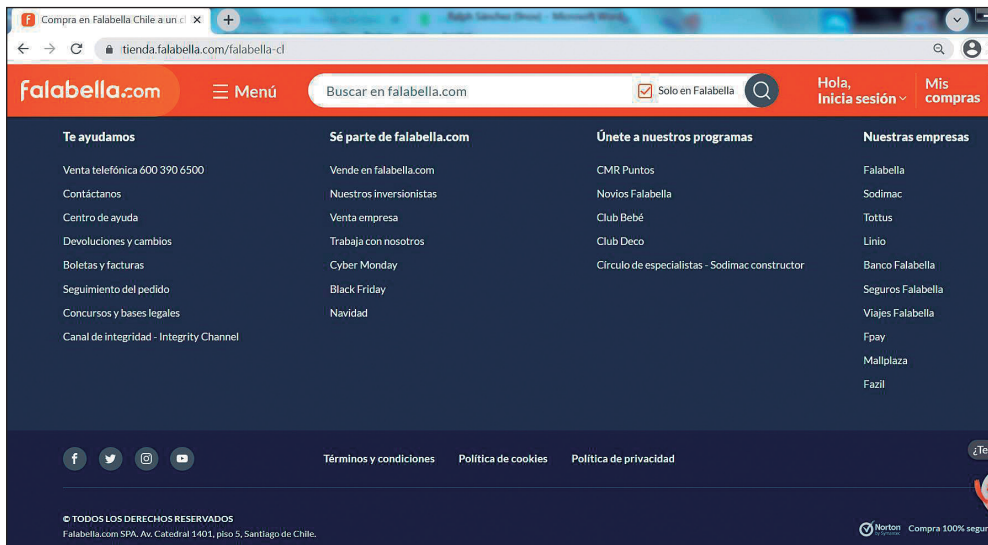 Compra en Falabella Chile a un cl
tienda.falabella.com/falabella-cl
falabella.com
Menú
Buscar en falabella.com
Solo en Falabella
Hola,
Inicia sesión
Mis
compras
Te ayudamos
Venta telefónica 600 390 6500
Contáctanos
Centro de ayuda
Devoluciones y cambios
Boletas y facturas
Seguimiento del pedido
Concursos y bases legales
Canal de integridad - Integrity Channel
Sé parte de falabella.com
Vende en falabella.com
Nuestros inversionistas
Venta empresa
Trabaja con nosotros
Cyber Monday
Black Friday
Navidad
Únete a nuestros programas
CMR Puntos
Novios Falabella
Club Bebé
Club Deco
Círculo de especialistas - Sodimac constructor
Nuestras empresas
Falabella
Sodimac
Tottus
Linio
Banco Falabella
Seguros Falabella
Viajes Falabella
Fpay
Mallplaza
Fazil
Términos y condiciones
Política de cookies
Política de privacidad
¿Te
© TODOS LOS DERECHOS RESERVADOS
Falabella.com SPA. Av. Catedral 1401, piso 5, Santiago de Chile.
Norton
by Symantec
Compra 100% segur